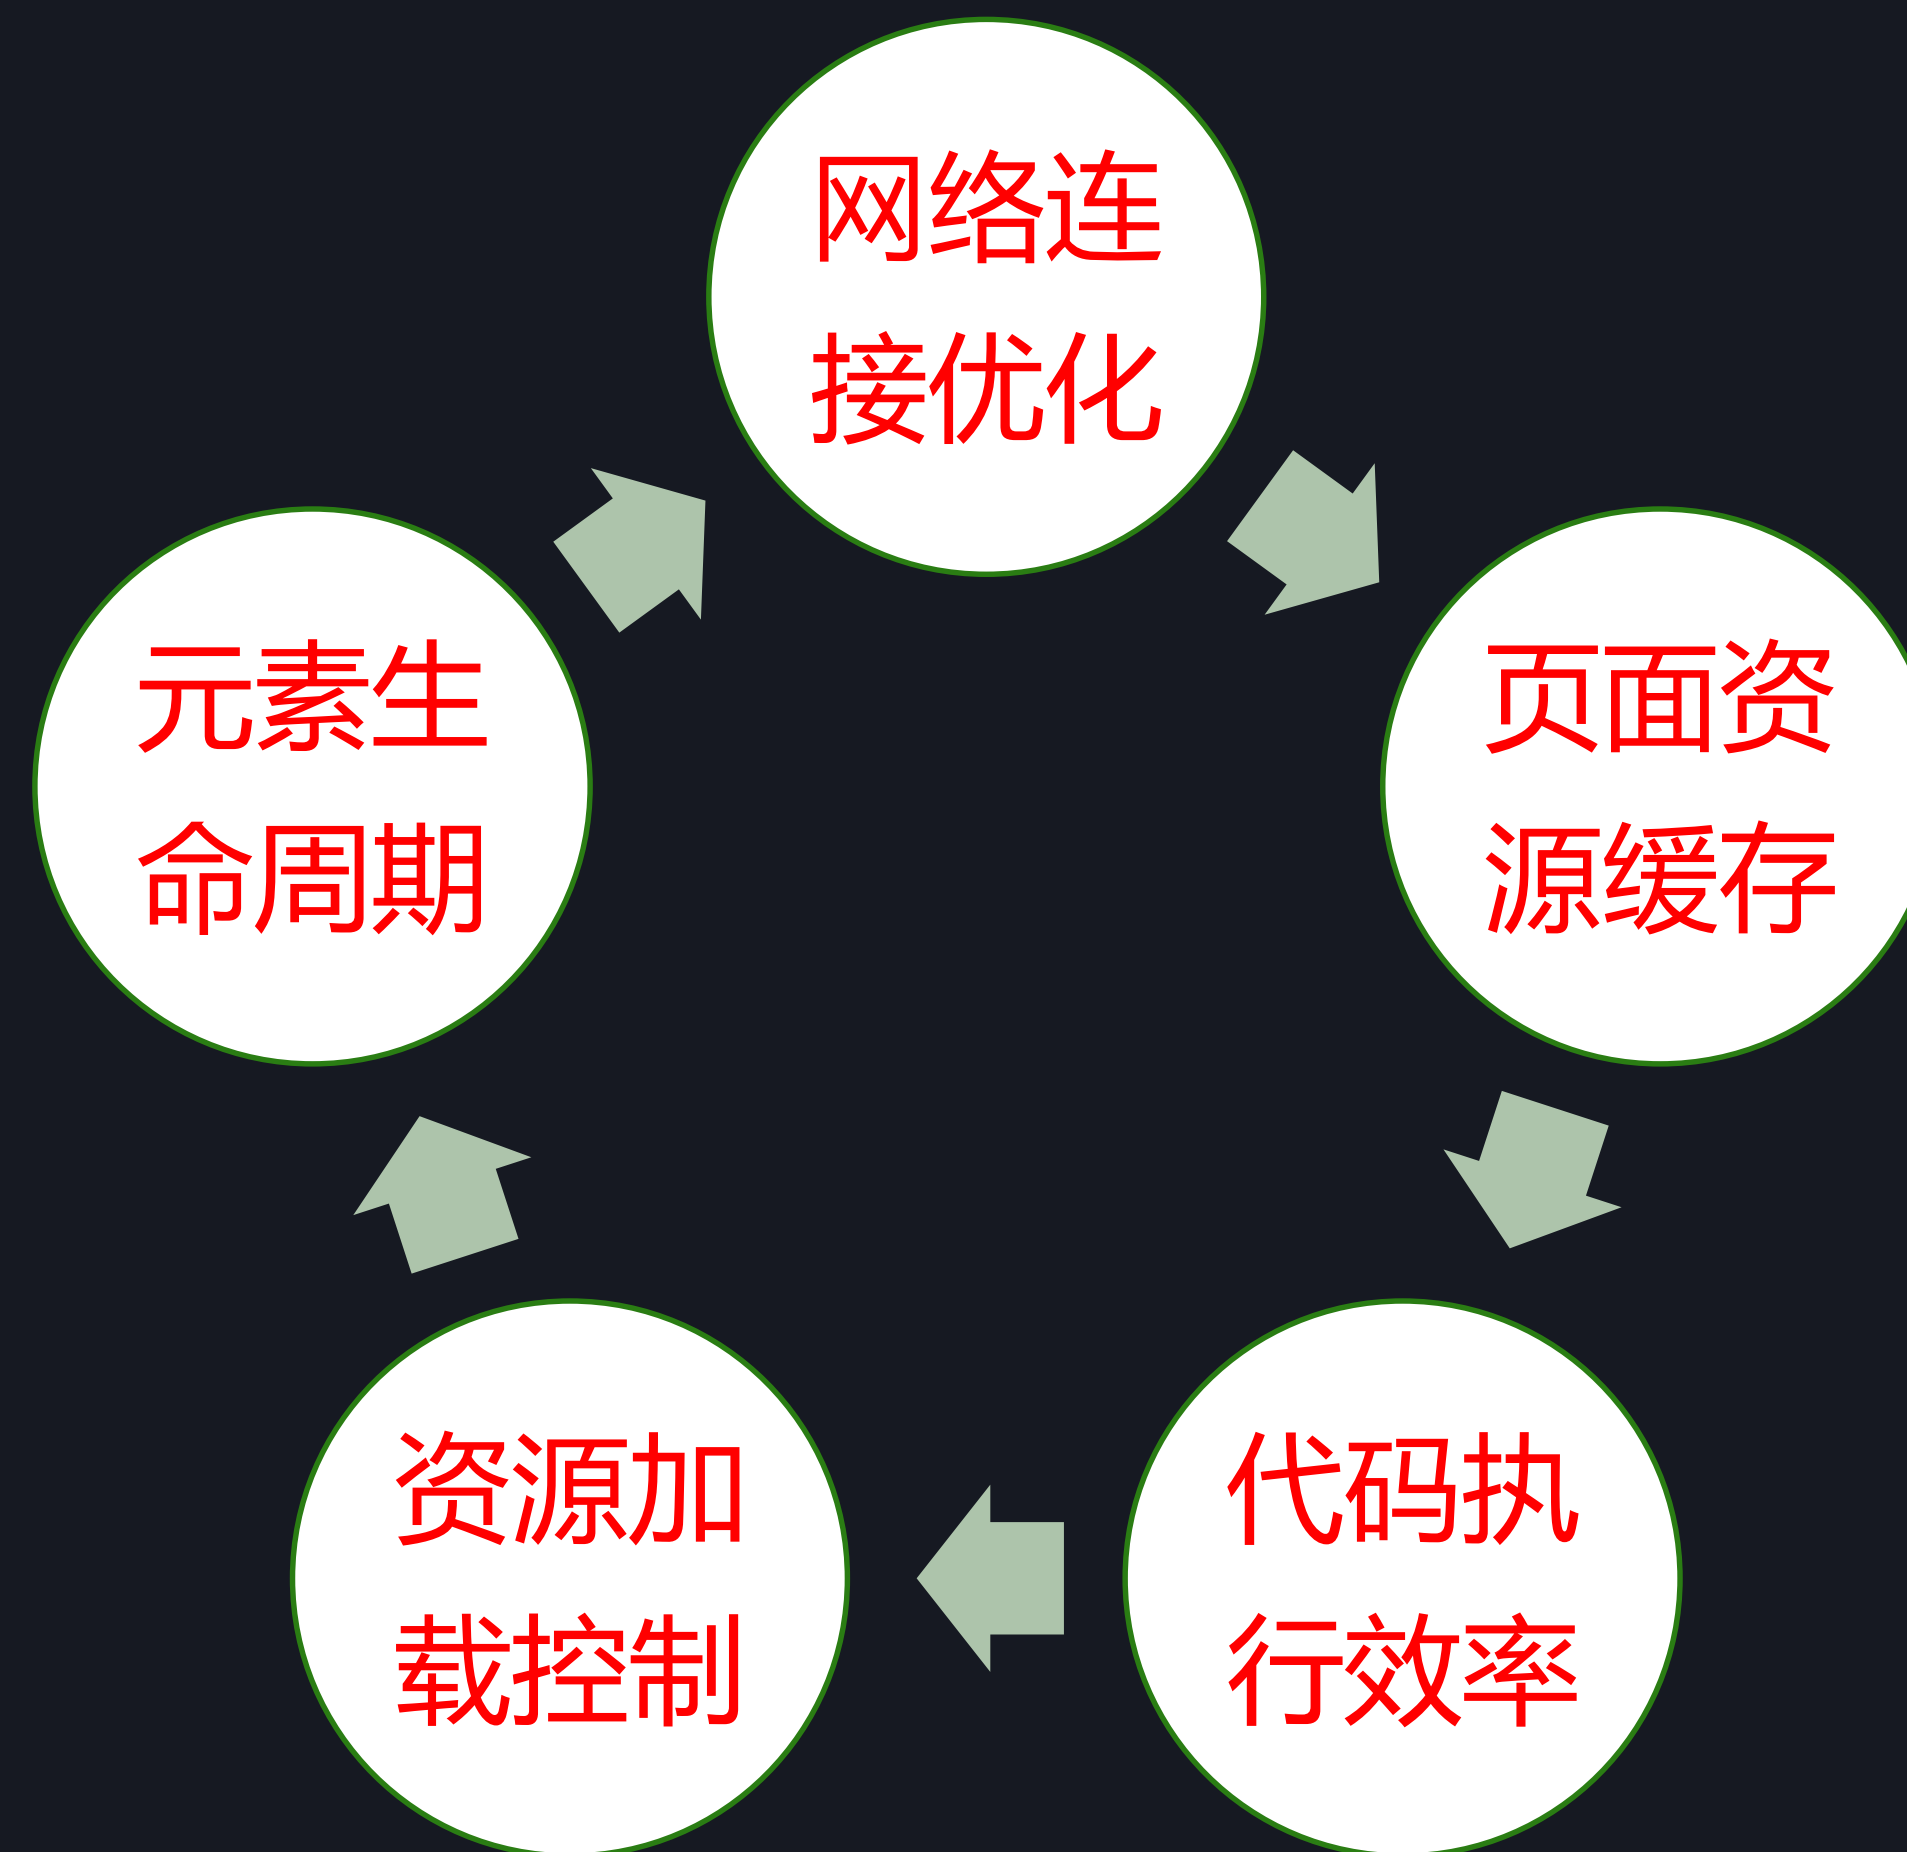 网络连
接优化
页面资
源缓存
代码执
行效率
资源加
载控制
元素生
命周期